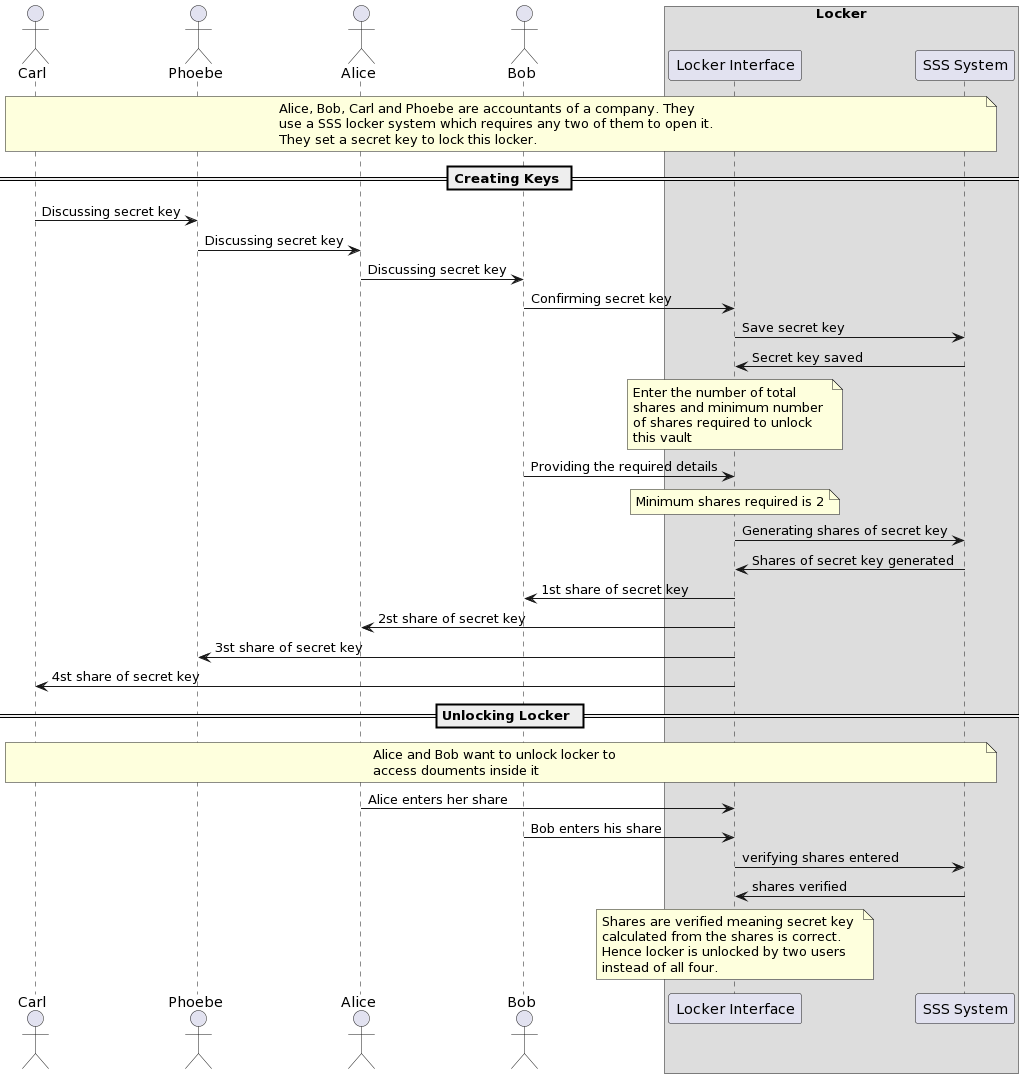 Locker
Carl
Phoebe
Alice
Bob
Locker Interface
SSS System
Alice, Bob, Carl and Phoebe are accountants of a company. They
use a SSS locker system which requires any two of them to open it.
They set a secret key to lock this locker.
Creating Keys
Discussing secret key
Discussing secret key
Discussing secret key
Confirming secret key
Save secret key
Secret key saved
Enter the number of total
shares and minimum number
of shares required to unlock
this vault
Providing the required details
Minimum shares required is 2
Generating shares of secret key
Shares of secret key generated
1st share of secret key
2st share of secret key
3st share of secret key
4st share of secret key
Unlocking Locker
Alice and Bob want to unlock locker to
access douments inside it
Alice enters her share
Bob enters his share
verifying shares entered
shares verified
Shares are verified meaning secret key
calculated from the shares is correct.
Hence locker is unlocked by two users
instead of all four.
Carl
Phoebe
Alice
Bob
Locker Interface
SSS System